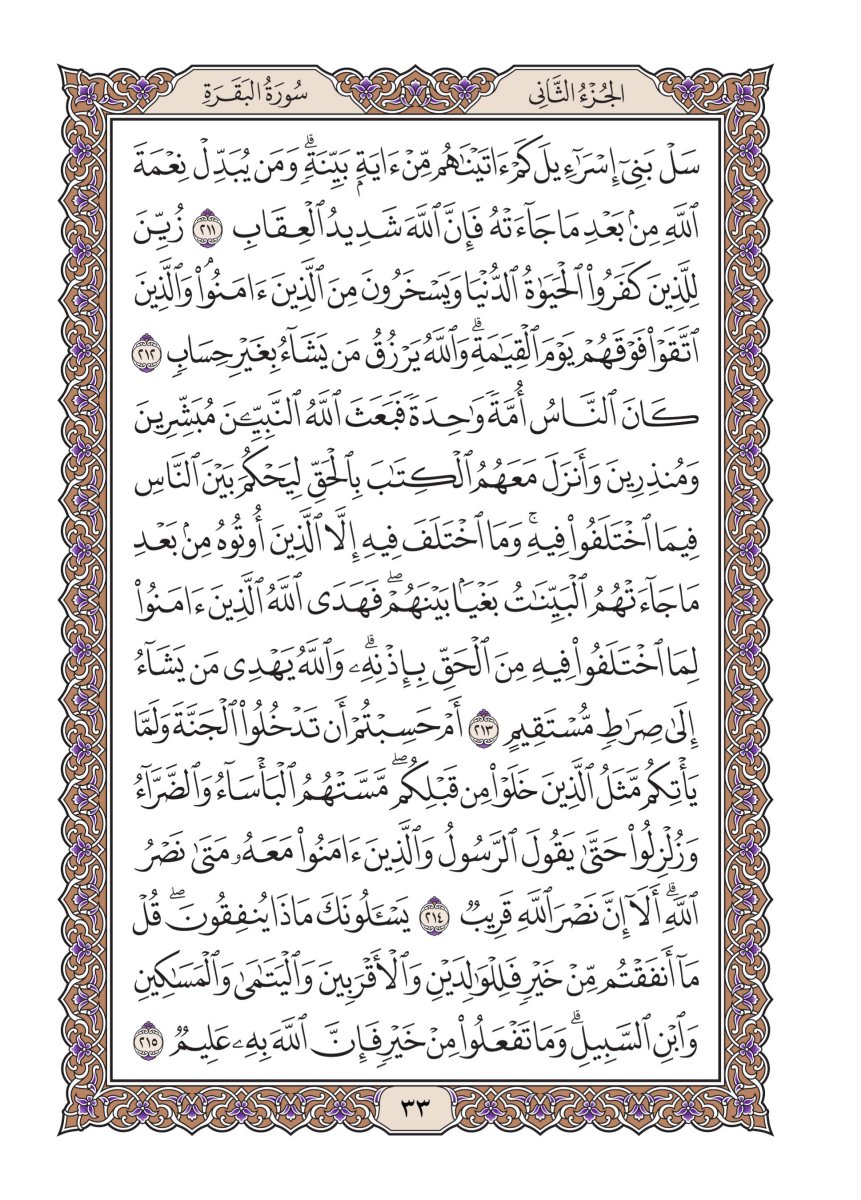 الجُزْءُ الثَّانِي
سُورَةُ البَقَرَةِ
سَلْ بَنِيٓ إِسْرَٰٓءِيلَ كَمْ ءَاتَيْنَٰهُم مِّنْ ءَايَةِۭ بَيِّنَةٖۗ وَمَن يُبَدِّلْ نِعْمَةَ
ٱللَّهِ مِنۢ بَعْدِ مَا جَآءَتْهُ فَإِنَّ ٱللَّهَ شَدِيدُ ٱلْعِقَابِ ٢١١ زُيِّنَ
لِلَّذِينَ كَفَرُوا۟ ٱلْحَيَوٰةُ ٱلدُّنْيَا وَيَسْخَرُونَ مِنَ ٱلَّذِينَ ءَامَنُوا۟ۘ وَٱلَّذِينَ
ٱتَّقَوْا۟ فَوْقَهُمْ يَوْمَ ٱلْقِيَٰمَةِۗ وَٱللَّهُ يَرْزُقُ مَن يَشَآءُ بِغَيْرِ حِسَابٖ ٢١٢
كَانَ ٱلنَّاسُ أُمَّةٗ وَٰحِدَةٗ فَبَعَثَ ٱللَّهُ ٱلنَّبِيِّـۧنَ مُبَشِّرِينَ
وَمُنذِرِينَ وَأَنزَلَ مَعَهُمُ ٱلْكِتَٰبَ بِٱلْحَقِّ لِيَحْكُمَ بَيْنَ ٱلنَّاسِ
فِيمَا ٱخْتَلَفُوا۟ فِيهِۚ وَمَا ٱخْتَلَفَ فِيهِ إِلَّا ٱلَّذِينَ أُوتُوهُ مِنۢ بَعْدِ
مَا جَآءَتْهُمُ ٱلْبَيِّنَٰتُ بَغْيَۢا بَيْنَهُمْۖ فَهَدَى ٱللَّهُ ٱلَّذِينَ ءَامَنُوا۟
لِمَا ٱخْتَلَفُوا۟ فِيهِ مِنَ ٱلْحَقِّ بِإِذْنِهِۦۗ وَٱللَّهُ يَهْدِي مَن يَشَآءُ
إِلَىٰ صِرَٰطٖ مُّسْتَقِيمٍ ٢١٣ أَمْ حَسِبْتُمْ أَن تَدْخُلُوا۟ ٱلْجَنَّةَ وَلَمَّا
يَأْتِكُم مَّثَلُ ٱلَّذِينَ خَلَوْا۟ مِن قَبْلِكُمۖ مَّسَّتْهُمُ ٱلْبَأْسَآءُ وَٱلضَّرَّآءُ
وَزُلْزِلُوا۟ حَتَّىٰ يَقُولَ ٱلرَّسُولُ وَٱلَّذِينَ ءَامَنُوا۟ مَعَهُۥ مَتَىٰ نَصْرُ
ٱللَّهِۗ أَلَآ إِنَّ نَصْرَ ٱللَّهِ قَرِيبٞ ٢١٤ يَسْـَٔلُونَكَ مَاذَا يُنفِقُونَۖ قُلْ
مَآ أَنفَقْتُم مِّنْ خَيْرٖ فَلِلْوَٰلِدَيْنِ وَٱلْأَقْرَبِينَ وَٱلْيَتَٰمَىٰ وَٱلْمَسَٰكِينِ
وَٱبْنِ ٱلسَّبِيلِۗ وَمَا تَفْعَلُوا۟ مِنْ خَيْرٖ فَإِنَّ ٱللَّهَ بِهِۦ عَلِيمٞ ٢١٥
٣٣